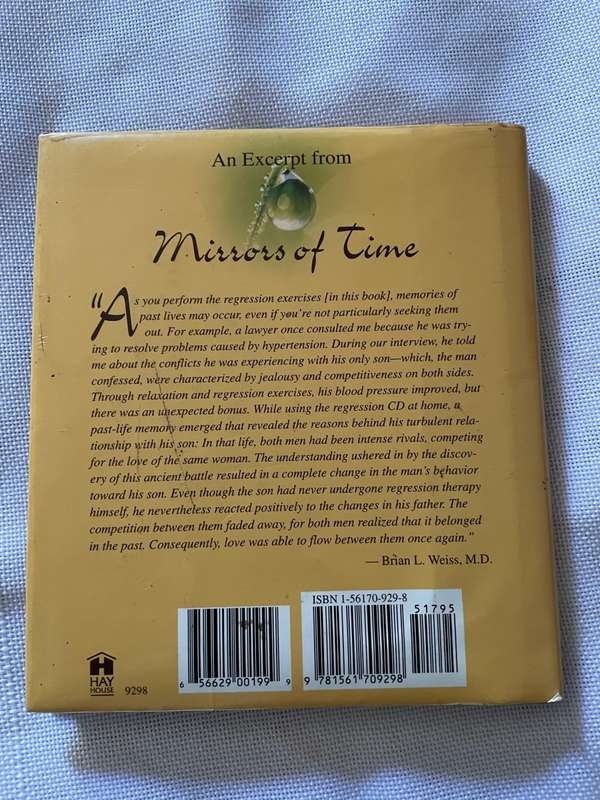 An Excerpt from
Mirrors of Time
"As you perform the regression exercises [in this book], memories of
past lives may occur, even if you're not particularly seeking them
out. For example, a lawyer once consulted me because he was try-
ing to resolve problems caused by hypertension. During our interview, he told
me about the conflicts he was experiencing with his only son—which, the man
confessed, were characterized by jealousy and competitiveness on both sides.
Through relaxation and regression exercises, his blood pressure improved, but
there was an unexpected bonus. While using the regression CD at home, a
past-life memory emerged that revealed the reasons behind his turbulent rela-
tionship with his son: In that life, both men had been intense rivals, competing
for the love of the same woman. The understanding ushered in by the discov-
ery of this ancient battle resulted in a complete change in the man's behavior
toward his son. Even though the son had never undergone regression therapy
himself, he nevertheless reacted positively to the changes in his father. The
competition between them faded away, for both men realized that it belonged
in the past. Consequently, love was able to flow between them once again."
— Brian L. Weiss, M.D.
ISBN 1-56170-929-8
51795
HAY
HOUSE
9298
6 56629 00199 9
9 781561 709298